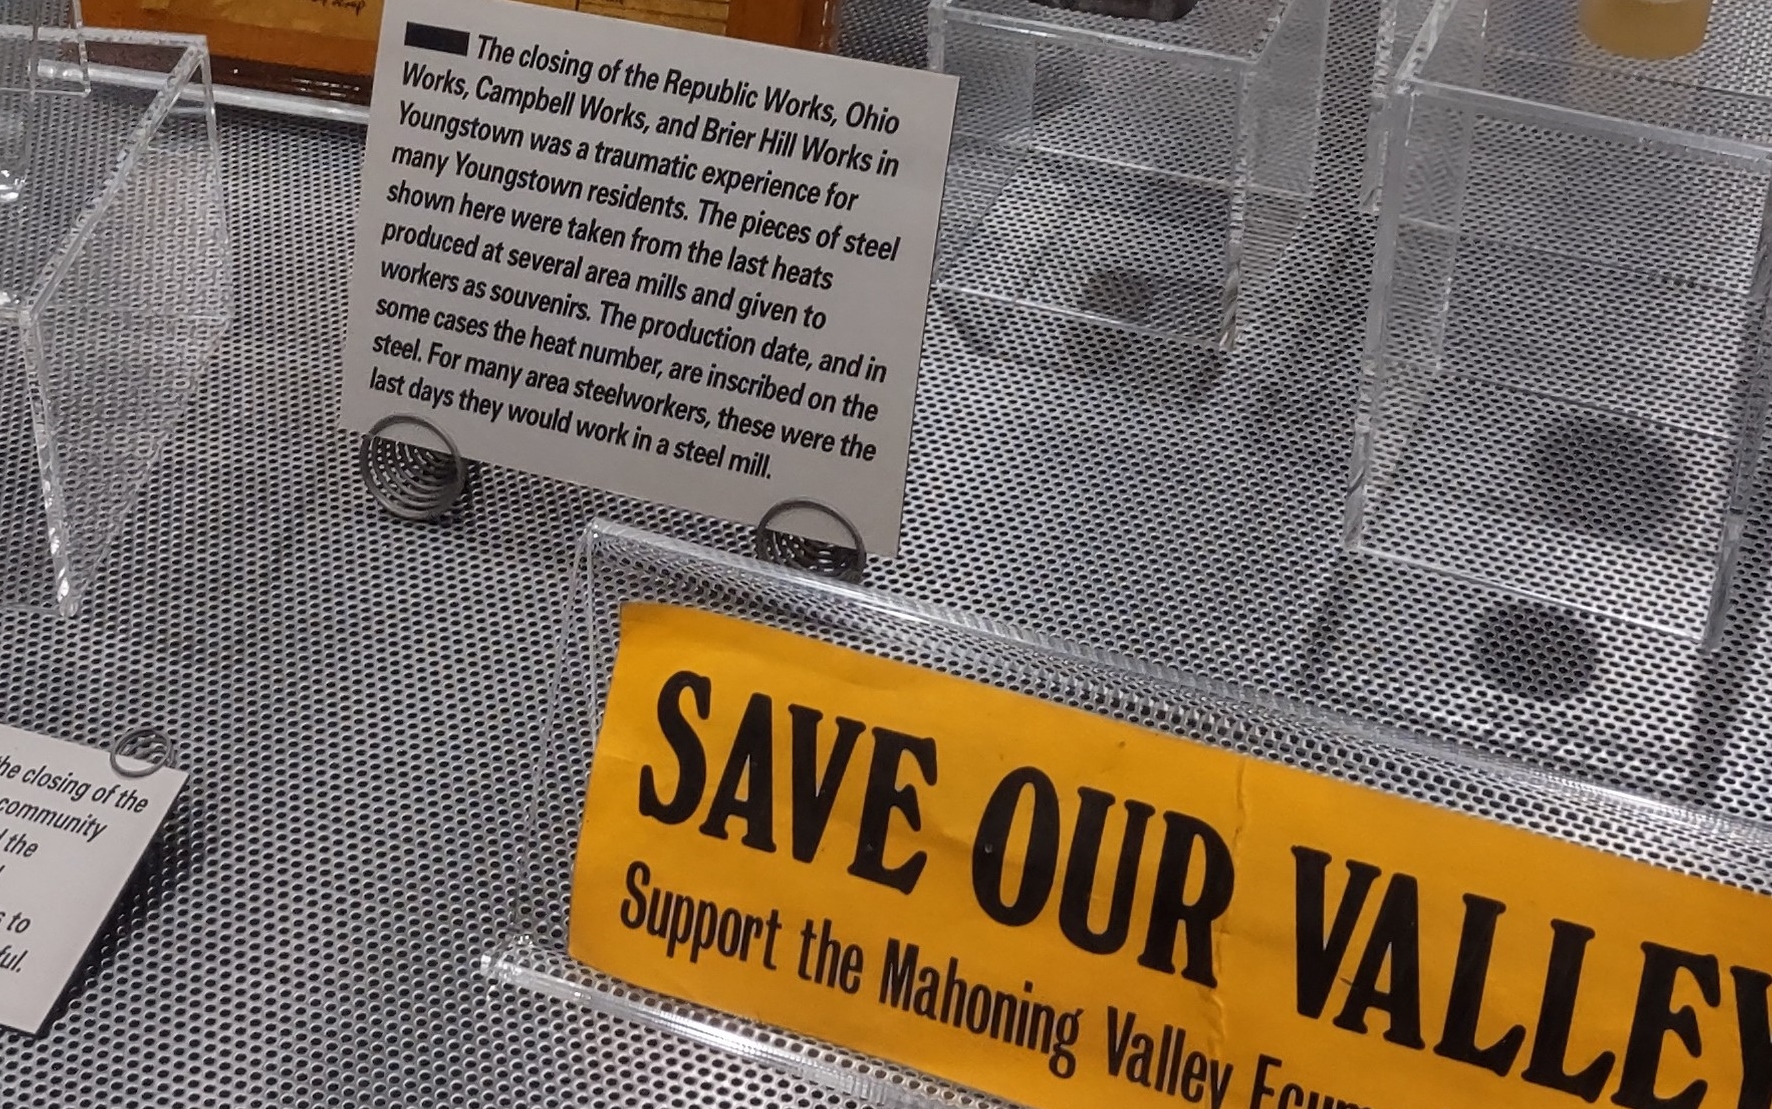 The closing of the Republic Works, Ohio
Works, Campbell Works, and Brier Hill Works in
Youngstown was a traumatic experience for
many Youngstown residents. The pieces of steel
shown here were taken from the last heats
produced at several area mills and given to
workers as souvenirs. The production date, and in
some cases the heat number, are inscribed on the
steel. For many area steelworkers, these were the
last days they would work in a steel mill.
SAVE OUR VALLEY
Support the Mahoning Valley
closing of the
community
the
to